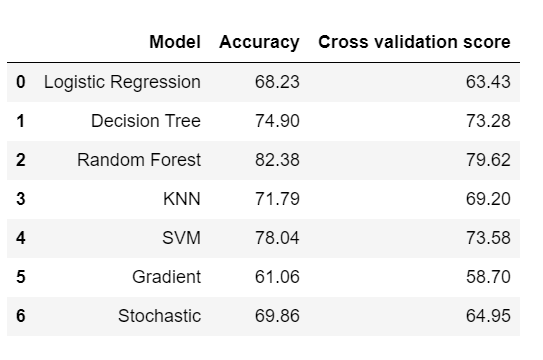 Model Accuracy Cross validation score
0 Logistic Regression 68.23 63.43
1 Decision Tree 74.90 73.28
2 Random Forest 82.38 79.62
3 KNN 71.79 69.20
4 SVM 78.04 73.58
5 Gradient 61.06 58.70
6 Stochastic 69.86 64.95